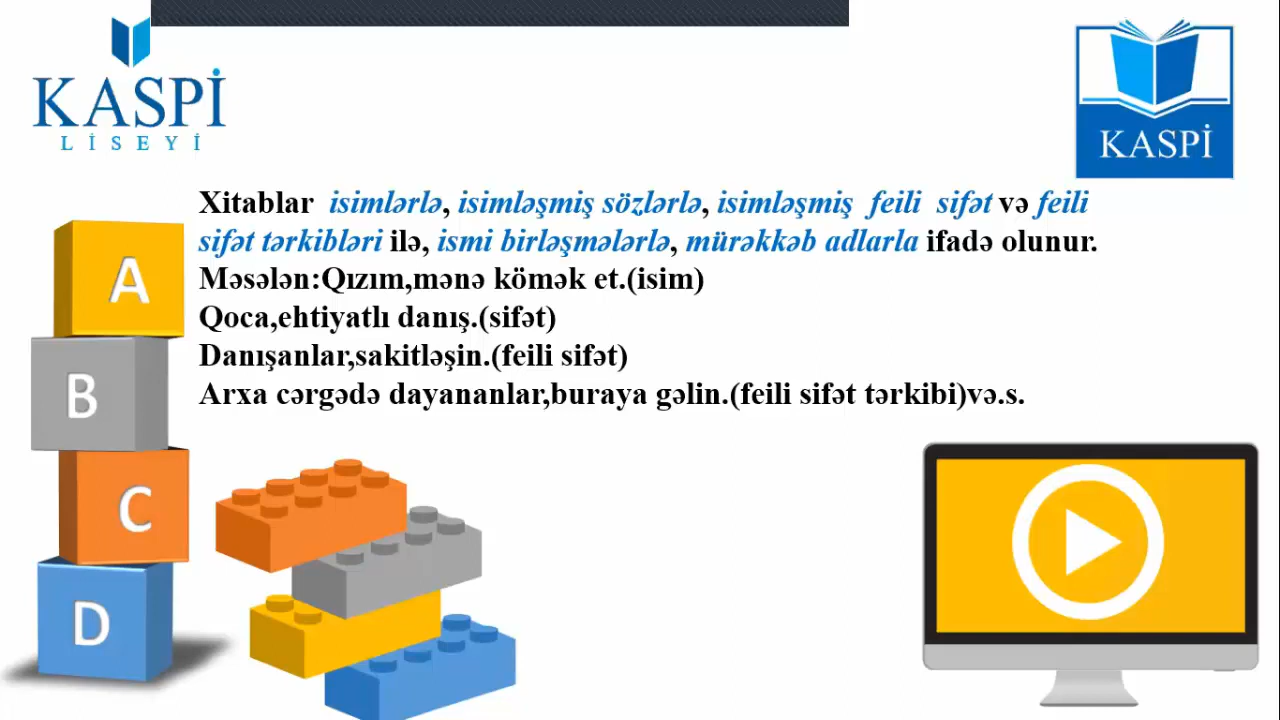 KASPİ
LİSEYİ
KASPİ
Xitablar isimlərlə, isimləşmiş sözlərlə, isimləşmiş feili sifət və feili
sifət tərkibləri ilə, ismi birləşmələrlə, mürəkkəb adlarla ifadə olunur.
Məsələn:Qızım,mənə kömək et.(isim)
Qoca,ehtiyatlı danış.(sifət)
Danışanlar,sakitləşin.(feili sifət)
Arxa cərgədə dayananlar,buraya gəlin.(feili sifət tərkibi)və.s.
A
B
C
D